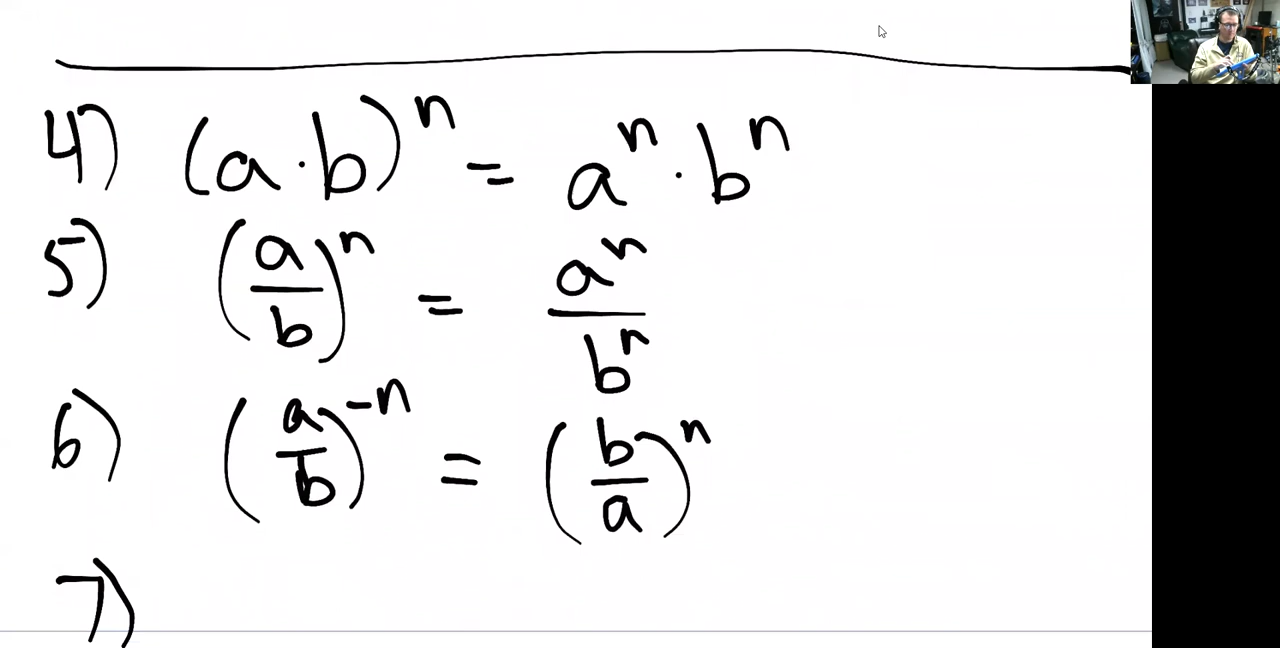 4) (a·b)^n = a^n · b^n
5) (a/b)^n = a^n/b^n
6) (a/b)^-n = (b/a)^n
7)